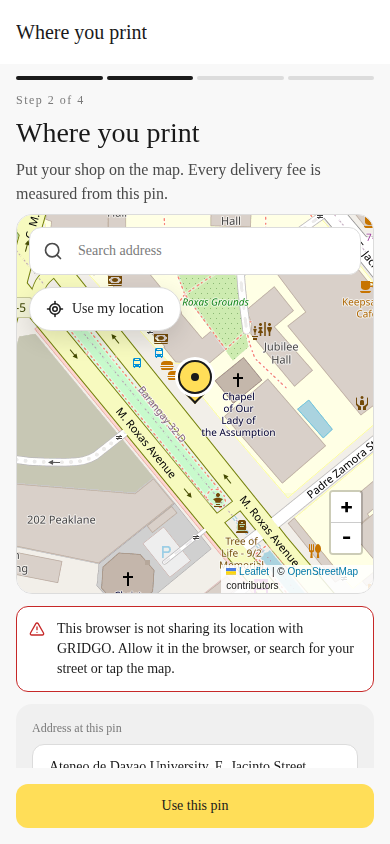 Where you print
Step 2 of 4
Where you print
Put your shop on the map. Every delivery fee is
measured from this pin.
Hall
Search address
Use my location
Roxas Grounds
Jubilee
Hall
Chapel
of Our
Lady of
the Assumption
Barangay 32-D
M. Roxas Avenue
Padre Zamora St
202 Peaklane
P
M. Roxas Avenue
Tree of
Life - 9/2
+
-
Leaflet | © OpenStreetMap
contributors
This browser is not sharing its location with
GRIDGO. Allow it in the browser, or search for your
street or tap the map.
Address at this pin
Ateneo de Davao University, E. Jacinto Street
Use this pin